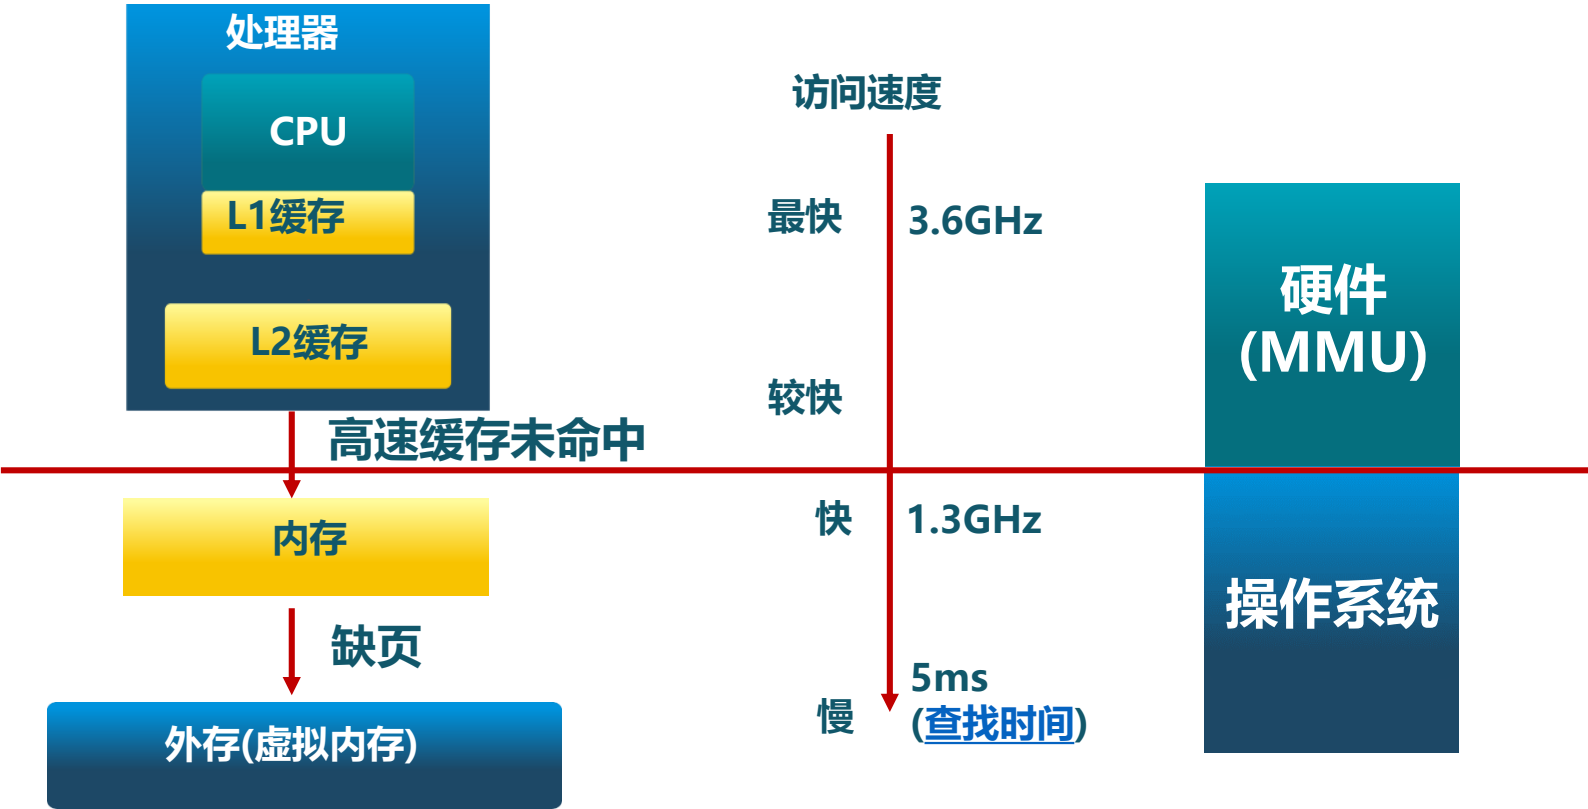 处理器
CPU
L1缓存
L2缓存
高速缓存未命中
内存
缺页
外存(虚拟内存)
访问速度
最快
3.6GHz
较快
快
1.3GHz
慢
5ms
(查找时间)
硬件
(MMU)
操作系统